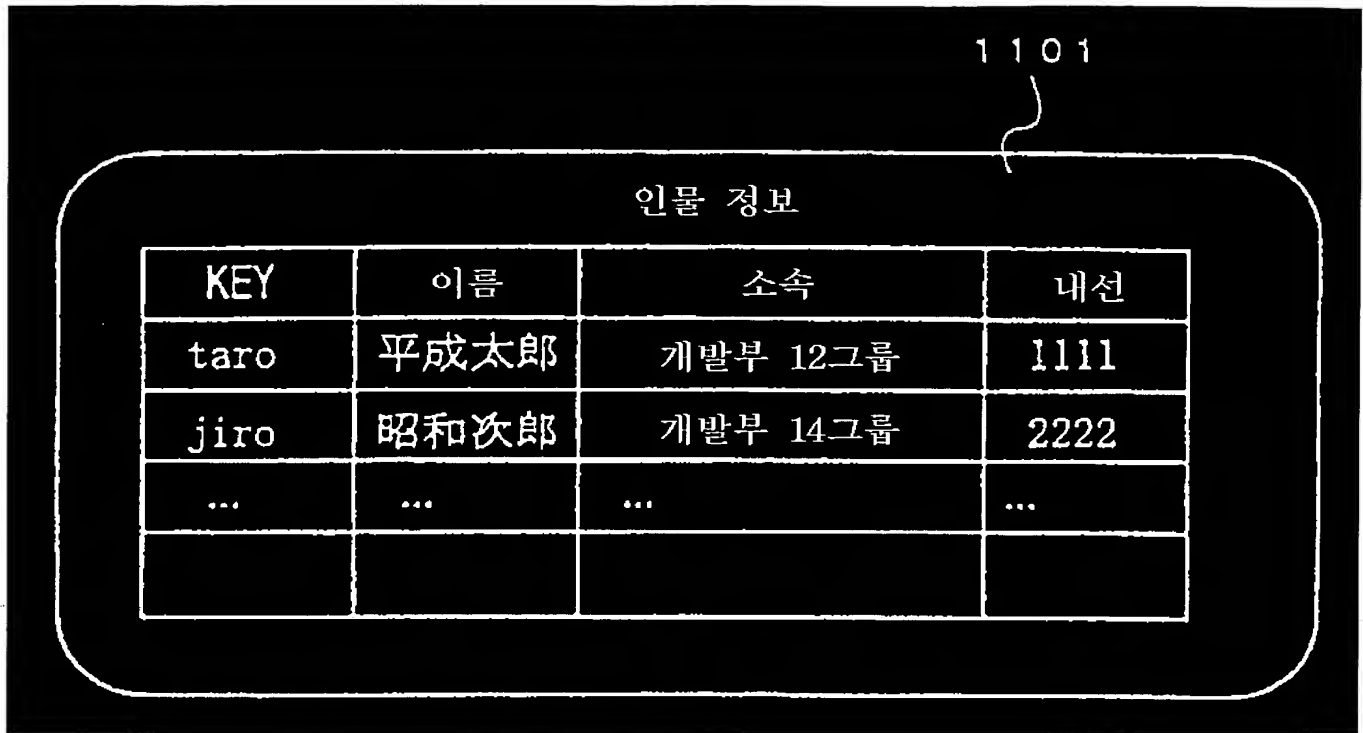 1101
인물 정보
KEY 이름 소속 내선
taro 平成太郎 개발부 12그룹 1111
jiro 昭和次郎 개발부 14그룹 2222
... ... ... ...